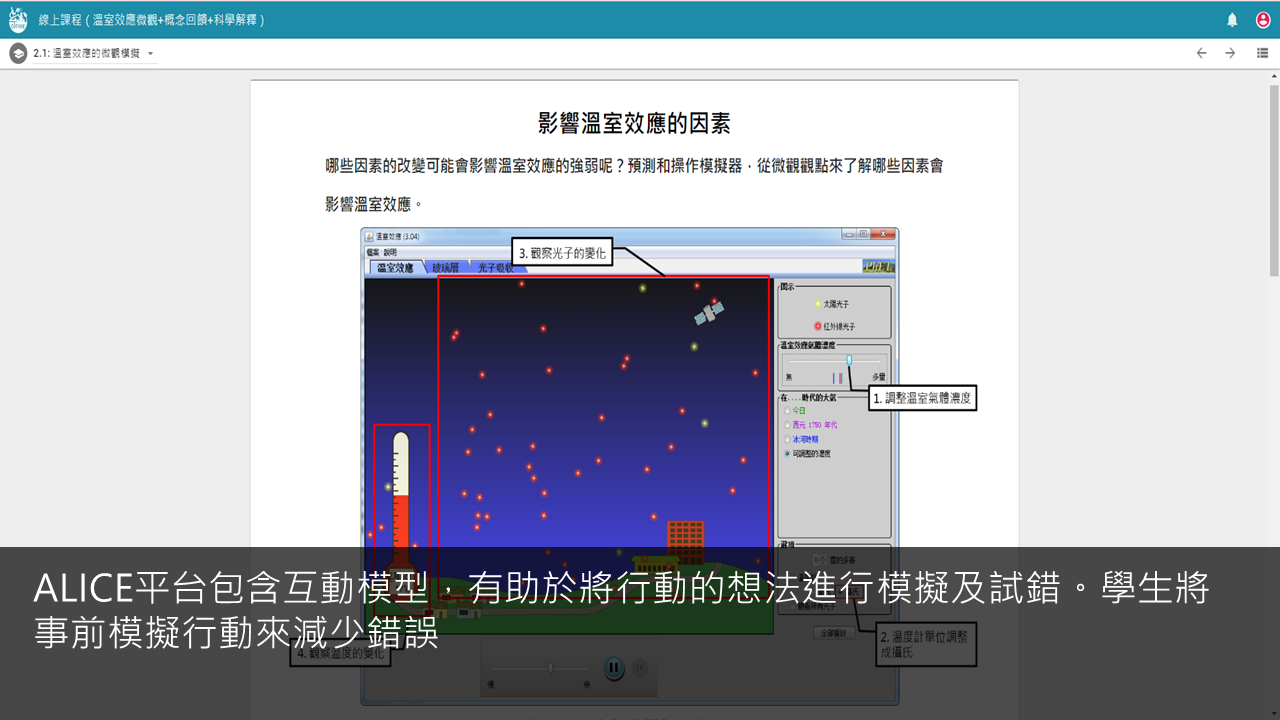 線上課程 ( 溫室效應微觀+概念回饋+科學解釋 )
2.1: 溫室效應的微觀模擬
影響溫室效應的因素
哪些因素的改變可能會影響溫室效應的強弱呢？預測和操作模擬器，從微觀觀點來了解哪些因素會
影響溫室效應。
溫室效應 (3.04)
檔案 說明
溫室效應 玻璃層 光子吸收
3. 觀察光子的變化
圖示
太陽光子
紅外線光子
溫室效應氣體濃度
無 多量
1. 調整溫室氣體濃度
在....時代的大氣
今日
西元 1750 年代
冰河時期
可調整的濃度
選項
雲的多寡
ALICE平台包含互動模型，有助於將行動的想法進行模擬及試錯。學生將
事前模擬行動來減少錯誤
全部重設
2. 溫度計單位調整
成攝氏
4. 觀察溫度的變化
慢 快